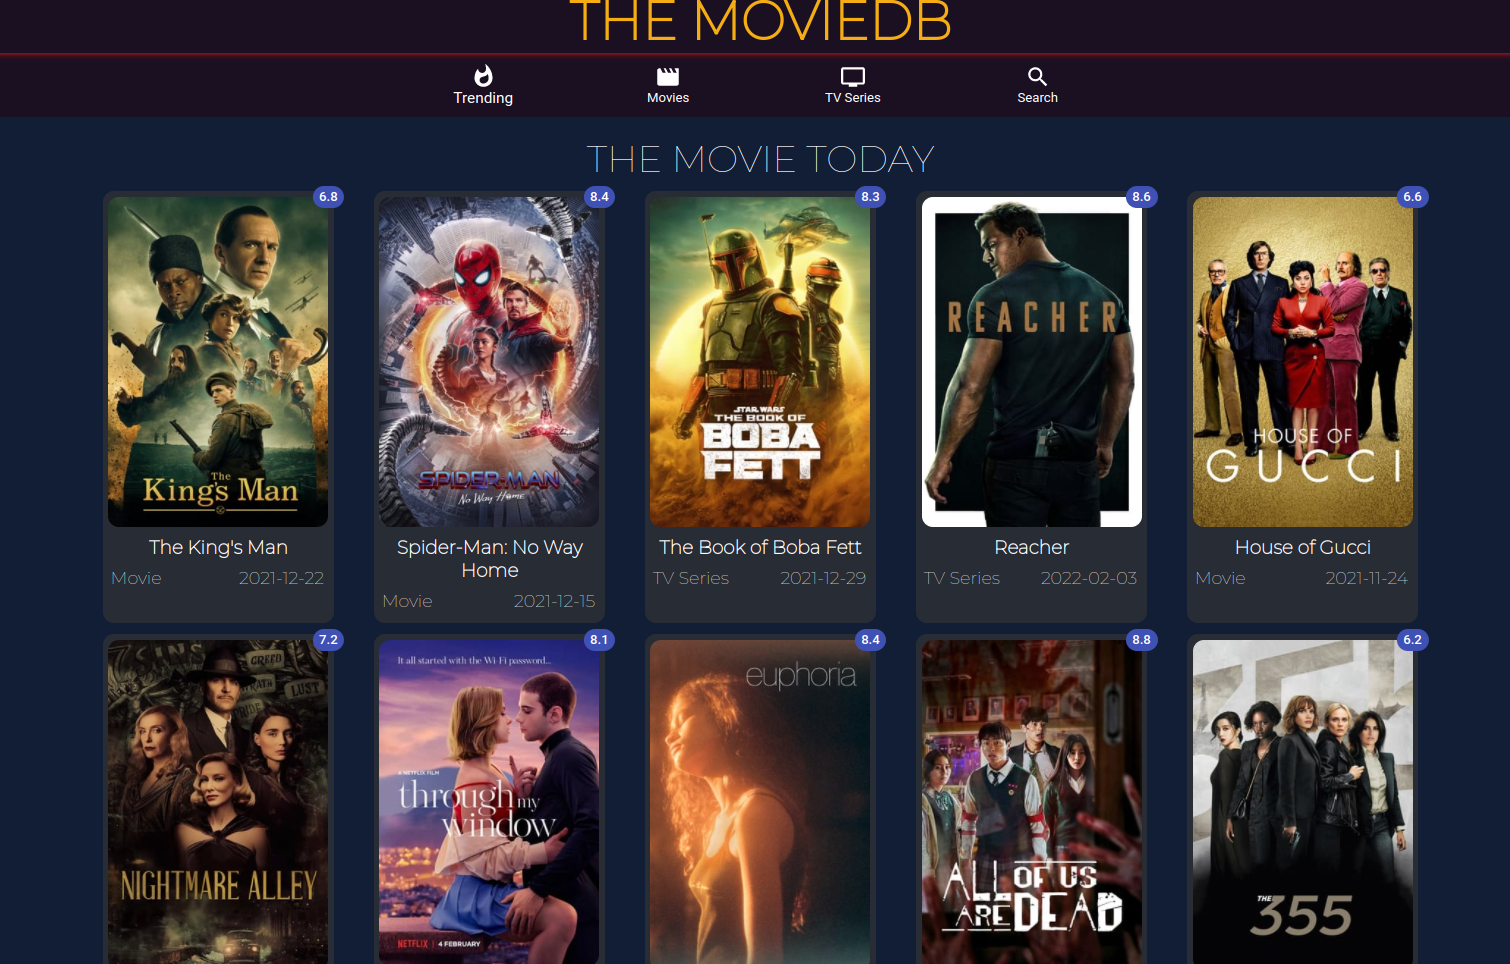 THE MOVIEDB
Trending
Movies
TV Series
Search
THE MOVIE TODAY
6.8
8.4
8.3
8.6
6.6
The
King's Man
SPIDER-MAN
No Way Home
STAR WARS
THE BOOK OF
BOBA
FETT
REACHER
HOUSE OF
GUCCI
The King's Man
Movie 2021-12-22
Spider-Man: No Way
Home
Movie 2021-12-15
The Book of Boba Fett
TV Series 2021-12-29
Reacher
TV Series 2022-02-03
House of Gucci
Movie 2021-11-24
7.2
8.1
8.4
8.8
6.2
SINS
GREED
LUST
PRIDE
NIGHTMARE ALLEY
It all started with the Wi-Fi password...
A NETFLIX FILM
through my
window
NETFLIX | 4 FEBRUARY
euphoria
ALL OF US
ARE DEAD
THE
355